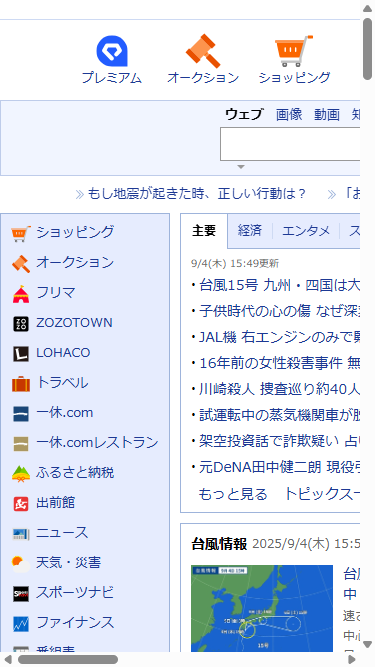 プレミアム オークション ショッピング
ウェブ 画像 動画 知
もし地震が起きた時、正しい行動は？ 「お
ショッピング
オークション
フリマ
ZOZOTOWN
LOHACO
トラベル
一休.com
一休.comレストラン
ふるさと納税
出前館
ニュース
天気・災害
スポーツナビ
ファイナンス
番組表
主要 経済 エンタメ ス
9/4(木) 15:49更新
台風15号 九州・四国は大
子供時代の心の傷 なぜ深
JAL機 右エンジンのみで
16年前の女性殺害事件 無
川崎殺人 捜査巡り約40人
試運転中の蒸気機関車が脱
架空投資話で詐欺疑い 占
元DeNA田中健二朗 現役引
もっと見る トピックス一
台風情報 2025/9/4(木) 15:5
台風
中
速さ
中心